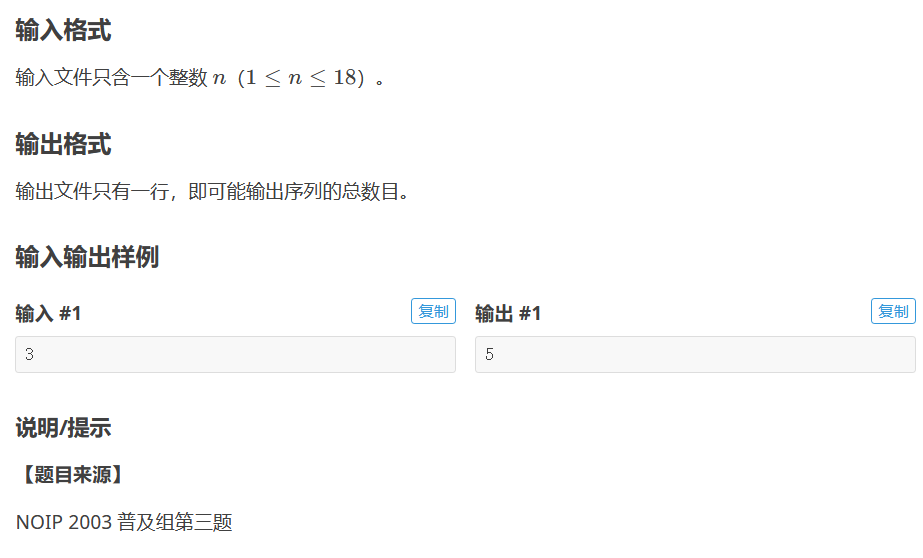 输入格式
输入文件只含一个整数 n（1 ≤ n ≤ 18）。
输出格式
输出文件只有一行，即可能输出序列的总数目。
输入输出样例
输入 #1
复制
输出 #1
复制
3
5
说明/提示
【题目来源】
NOIP 2003 普及组第三题